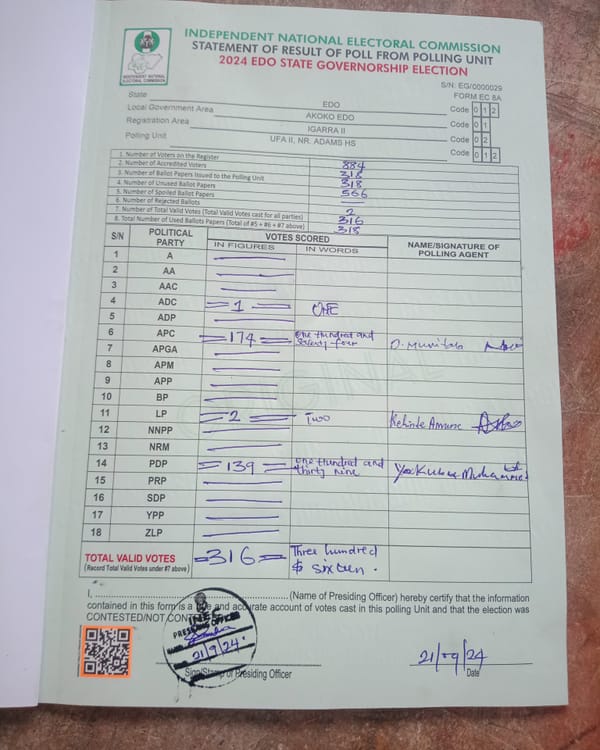 INDEPENDENT NATIONAL ELECTORAL COMMISSION
STATEMENT OF RESULT OF POLL FROM POLLING UNIT
2024 EDO STATE GOVERNORSHIP ELECTION
INDEPENDENT NATIONAL
ELECTORAL COMMISSION
S/N: EG/0000029
FORM EC 8A
State EDO Code 0 1 2
Local Government Area AKOKO EDO Code 0 1
Registration Area IGARRA II Code 0 2
Polling Unit UFA II, NR. ADAMS HS Code 0 1 2
1. Number of Voters on the Register 884
2. Number of Accredited Voters 318
3. Number of Ballot Papers Issued to the Polling Unit 318
4. Number of Unused Ballot Papers 566
5. Number of Spoiled Ballot Papers
6. Number of Rejected Ballots 2
7. Number of Total Valid Votes (Total Valid Votes cast for all parties) 316
8. Total Number of Used Ballots Papers (Total of #5 + #6 + #7 above) 318
S/N POLITICAL PARTY VOTES SCORED NAME/SIGNATURE OF POLLING AGENT
IN FIGURES IN WORDS
1 A
2 AA
3 AAC
4 ADC =1= ONE
5 ADP
6 APC =174= one hundred and seventy four
7 APGA
8 APM
9 APP
10 BP
11 LP =2= Two Kehinde
12 NNPP
13 NRM
14 PDP =139= one hundred and thirty nine
15 PRP
16 SDP
17 YPP
18 ZLP
TOTAL VALID VOTES =316= Three hundred
(Record Total Valid Votes under #7 above) $ sixteen.
I, (Name of Presiding Officer) hereby certify that the information
contained in this form is a true and accurate account of votes cast in this polling Unit and that the election was
CONTESTED/NOT CONTESTED
INEC
PRESIDING OFFICER
21/9/24
Sign/Stamp of Presiding Officer
21/09/24
Date
ORIGINAL